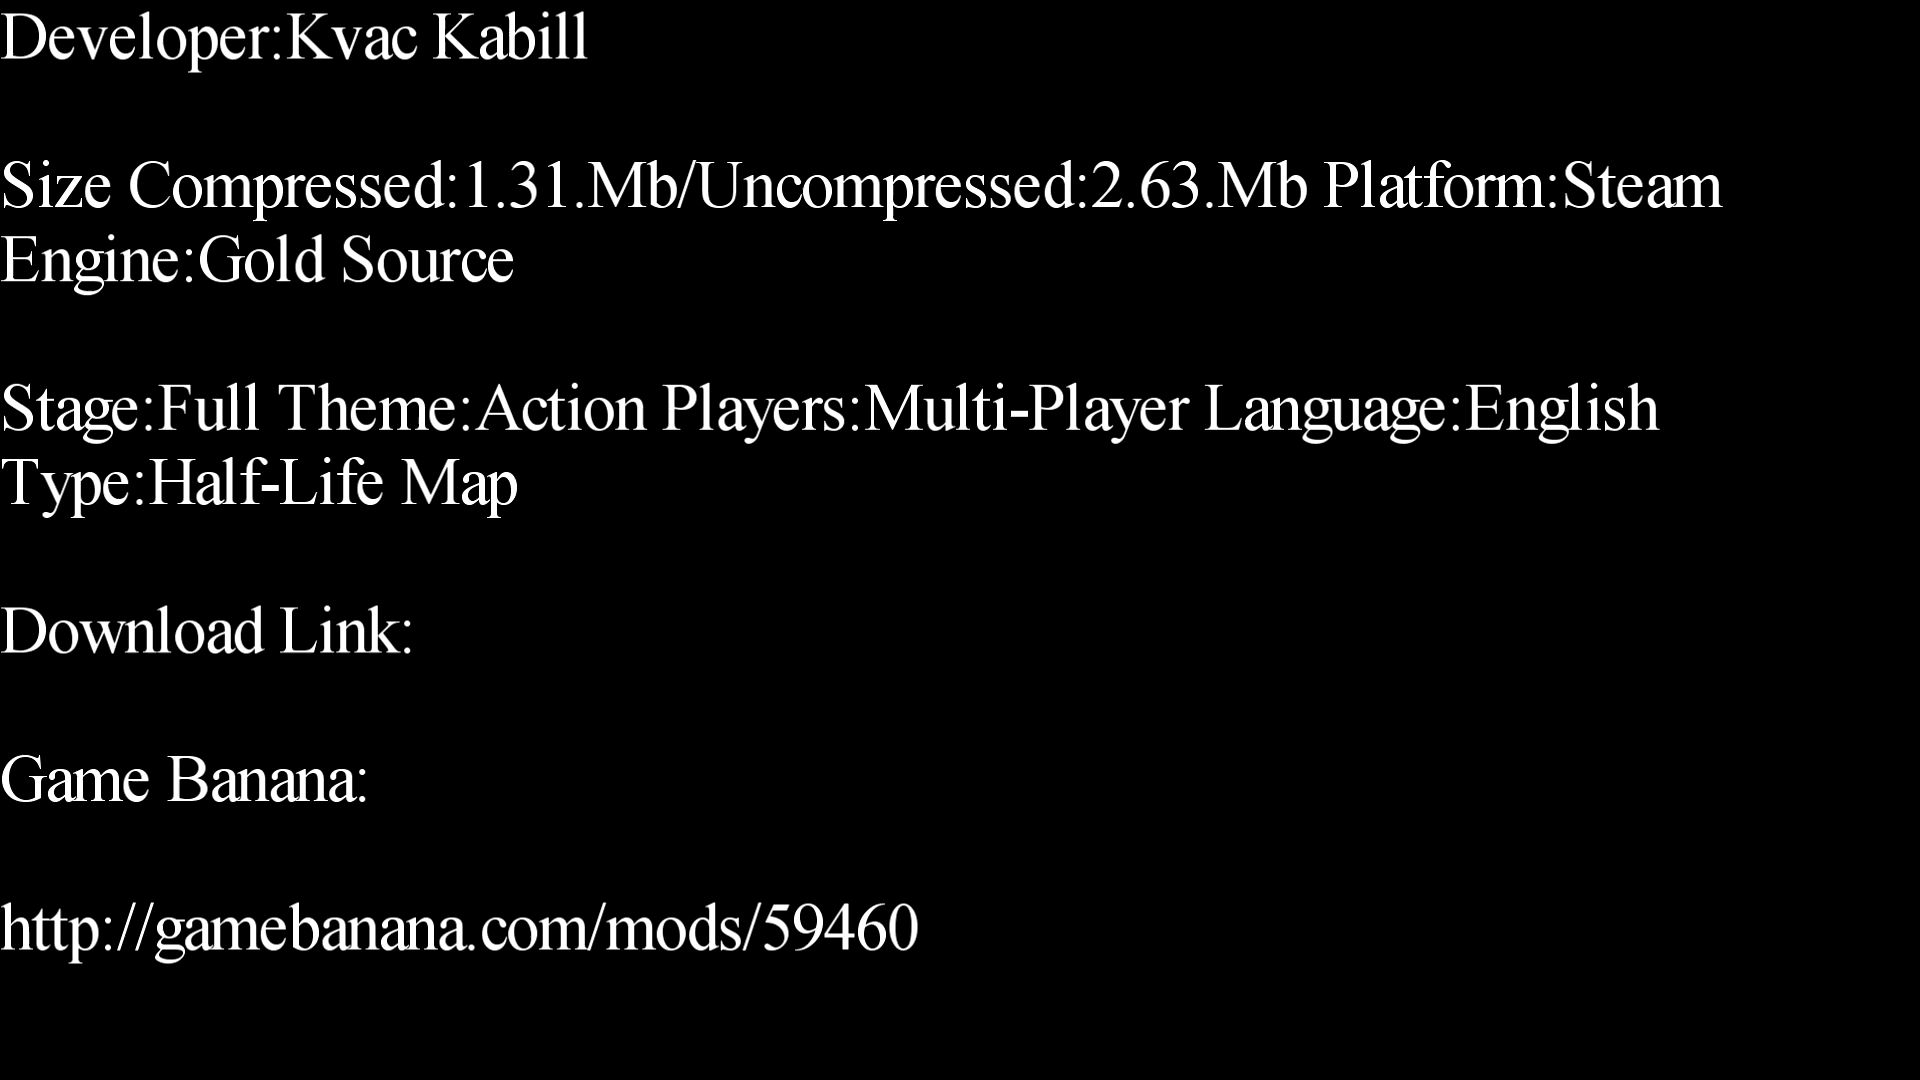 Developer:Kvac Kabill
Size Compressed:1.31.Mb/Uncompressed:2.63.Mb Platform:Steam
Engine:Gold Source
Stage:Full Theme:Action Players:Multi-Player Language:English
Type:Half-Life Map
Download Link:
Game Banana:
http://gamebanana.com/mods/59460